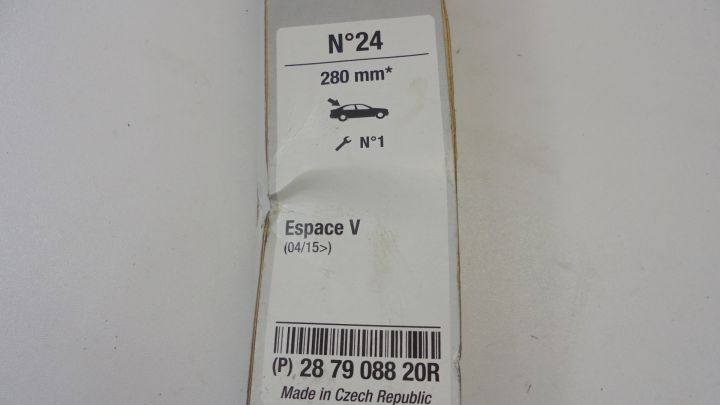 N°24
280 mm*
N°1
Espace V
(04/15>)
(P) 28 79 088 20R
Made in Czech Republic